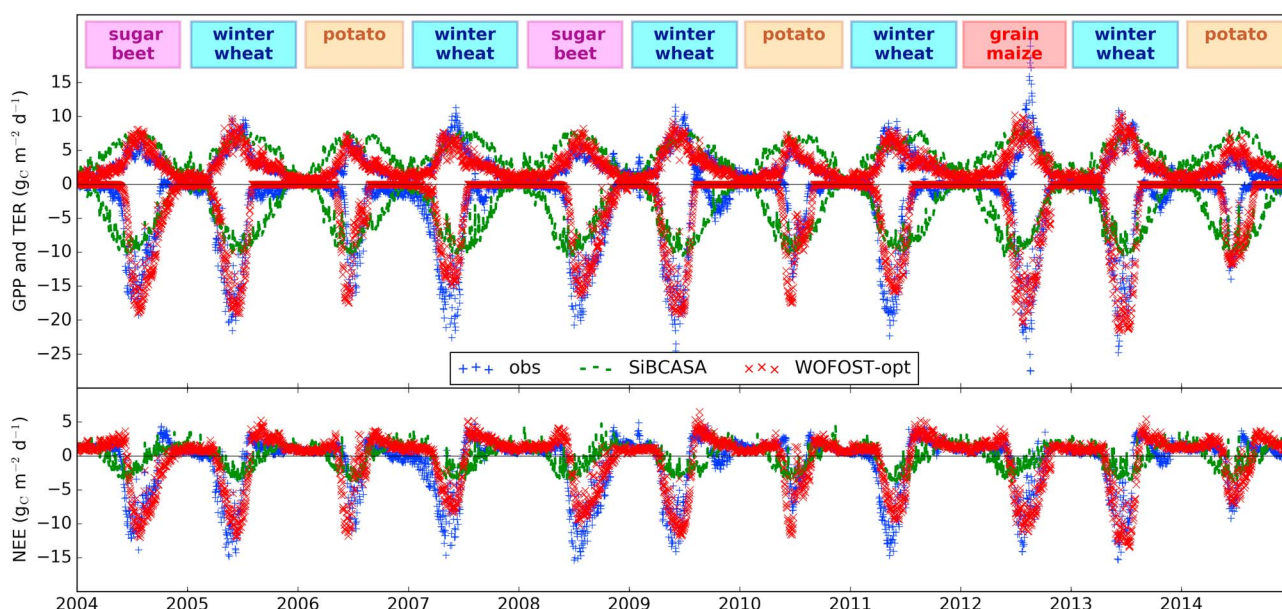 sugar beet
winter wheat
potato
winter wheat
sugar beet
winter wheat
potato
winter wheat
grain maize
winter wheat
potato
GPP and TER (g_C m⁻² d⁻¹)
15
10
5
0
−5
−10
−15
−20
−25
+++ obs
--- SiBCASA
××× WOFOST-opt
NEE (g_C m⁻² d⁻¹)
5
0
−5
−10
−15
2004 2005 2006 2007 2008 2009 2010 2011 2012 2013 2014